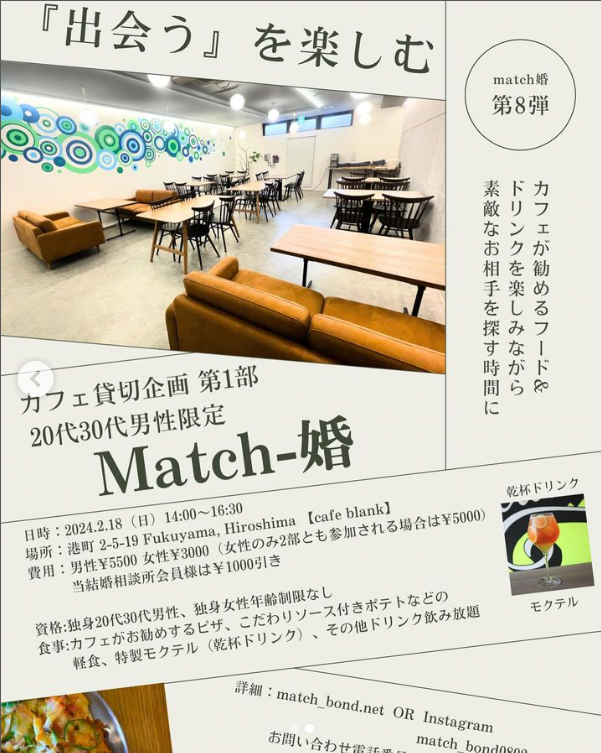 『出会う』を楽しむ
match婚
第8弾
カフェが勧めるフード&
ドリンクを楽しみながら
素敵なお相手を探す時間に
カフェ貸切企画 第1部
20代30代男性限定
Match-婚
日時：2024.2.18（日）14:00〜16:30
場所：港町 2-5-19 Fukuyama, Hiroshima 【cafe blank】
費用：男性¥5500 女性¥3000（女性のみ2部とも参加される場合は¥5000）
当結婚相談所会員様は¥1000引き
資格:独身20代30代男性、独身女性年齢制限なし
食事:カフェがお勧めするピザ、こだわりソース付きポテトなどの
軽食、特製モクテル（乾杯ドリンク）、その他ドリンク飲み放題
乾杯ドリンク
モクテル
詳細：match_bond.net OR Instagram
match_bond0803
お問い合わせ電話番号